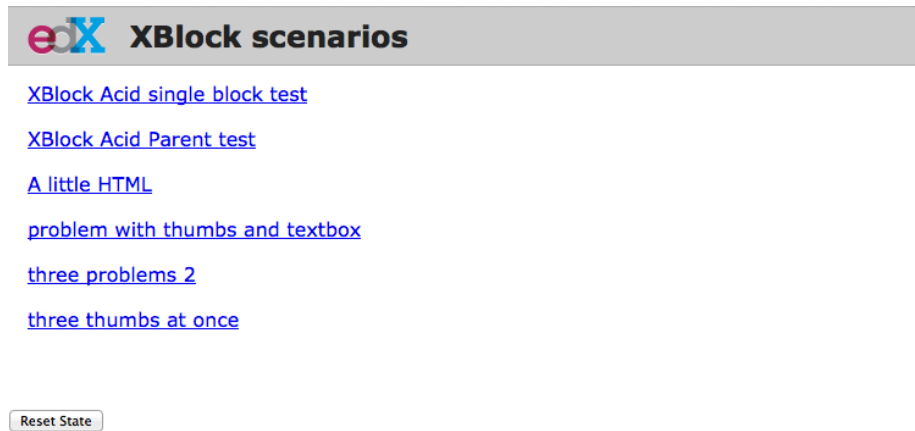 edX XBlock scenarios
XBlock Acid single block test
XBlock Acid Parent test
A little HTML
problem with thumbs and textbox
three problems 2
three thumbs at once
Reset State